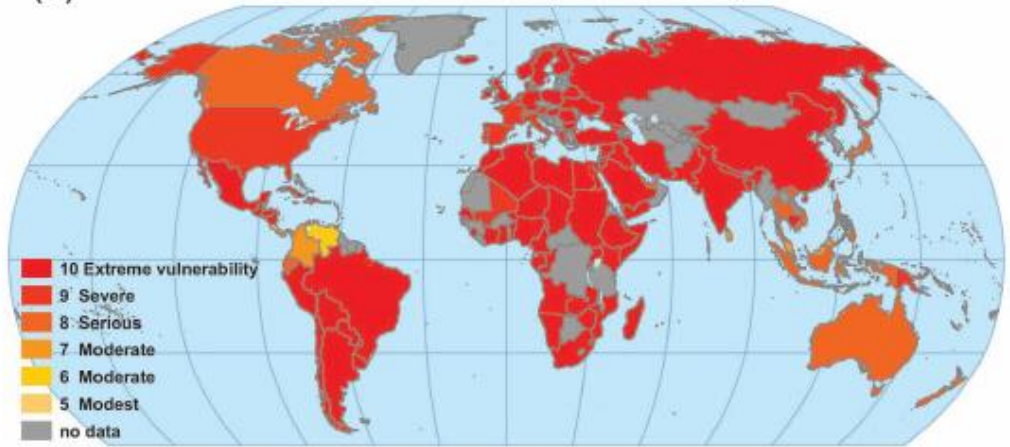 10 Extreme vulnerability
9 Severe
8 Serious
7 Moderate
6 Moderate
5 Modest
no data